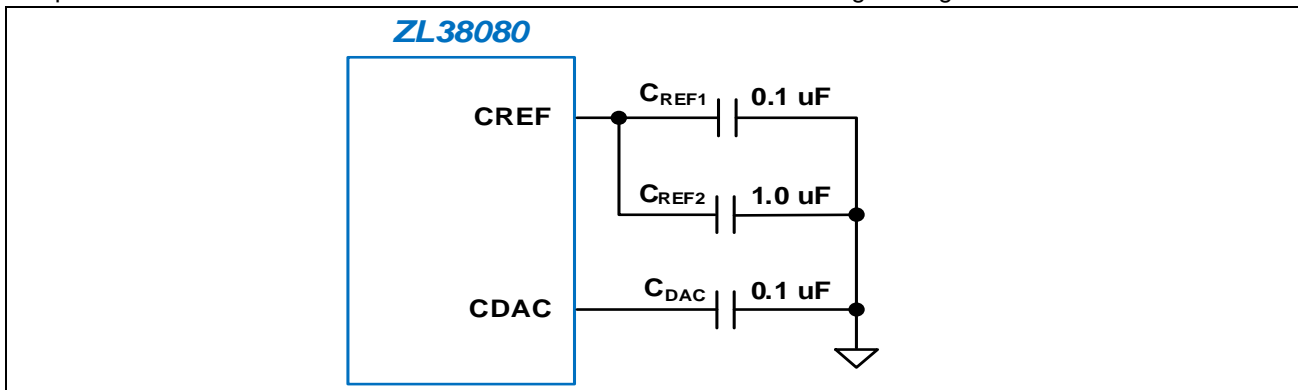 ZL38080
CREF
CREF1 0.1 uF
CREF2 1.0 uF
CDAC
CDAC 0.1 uF